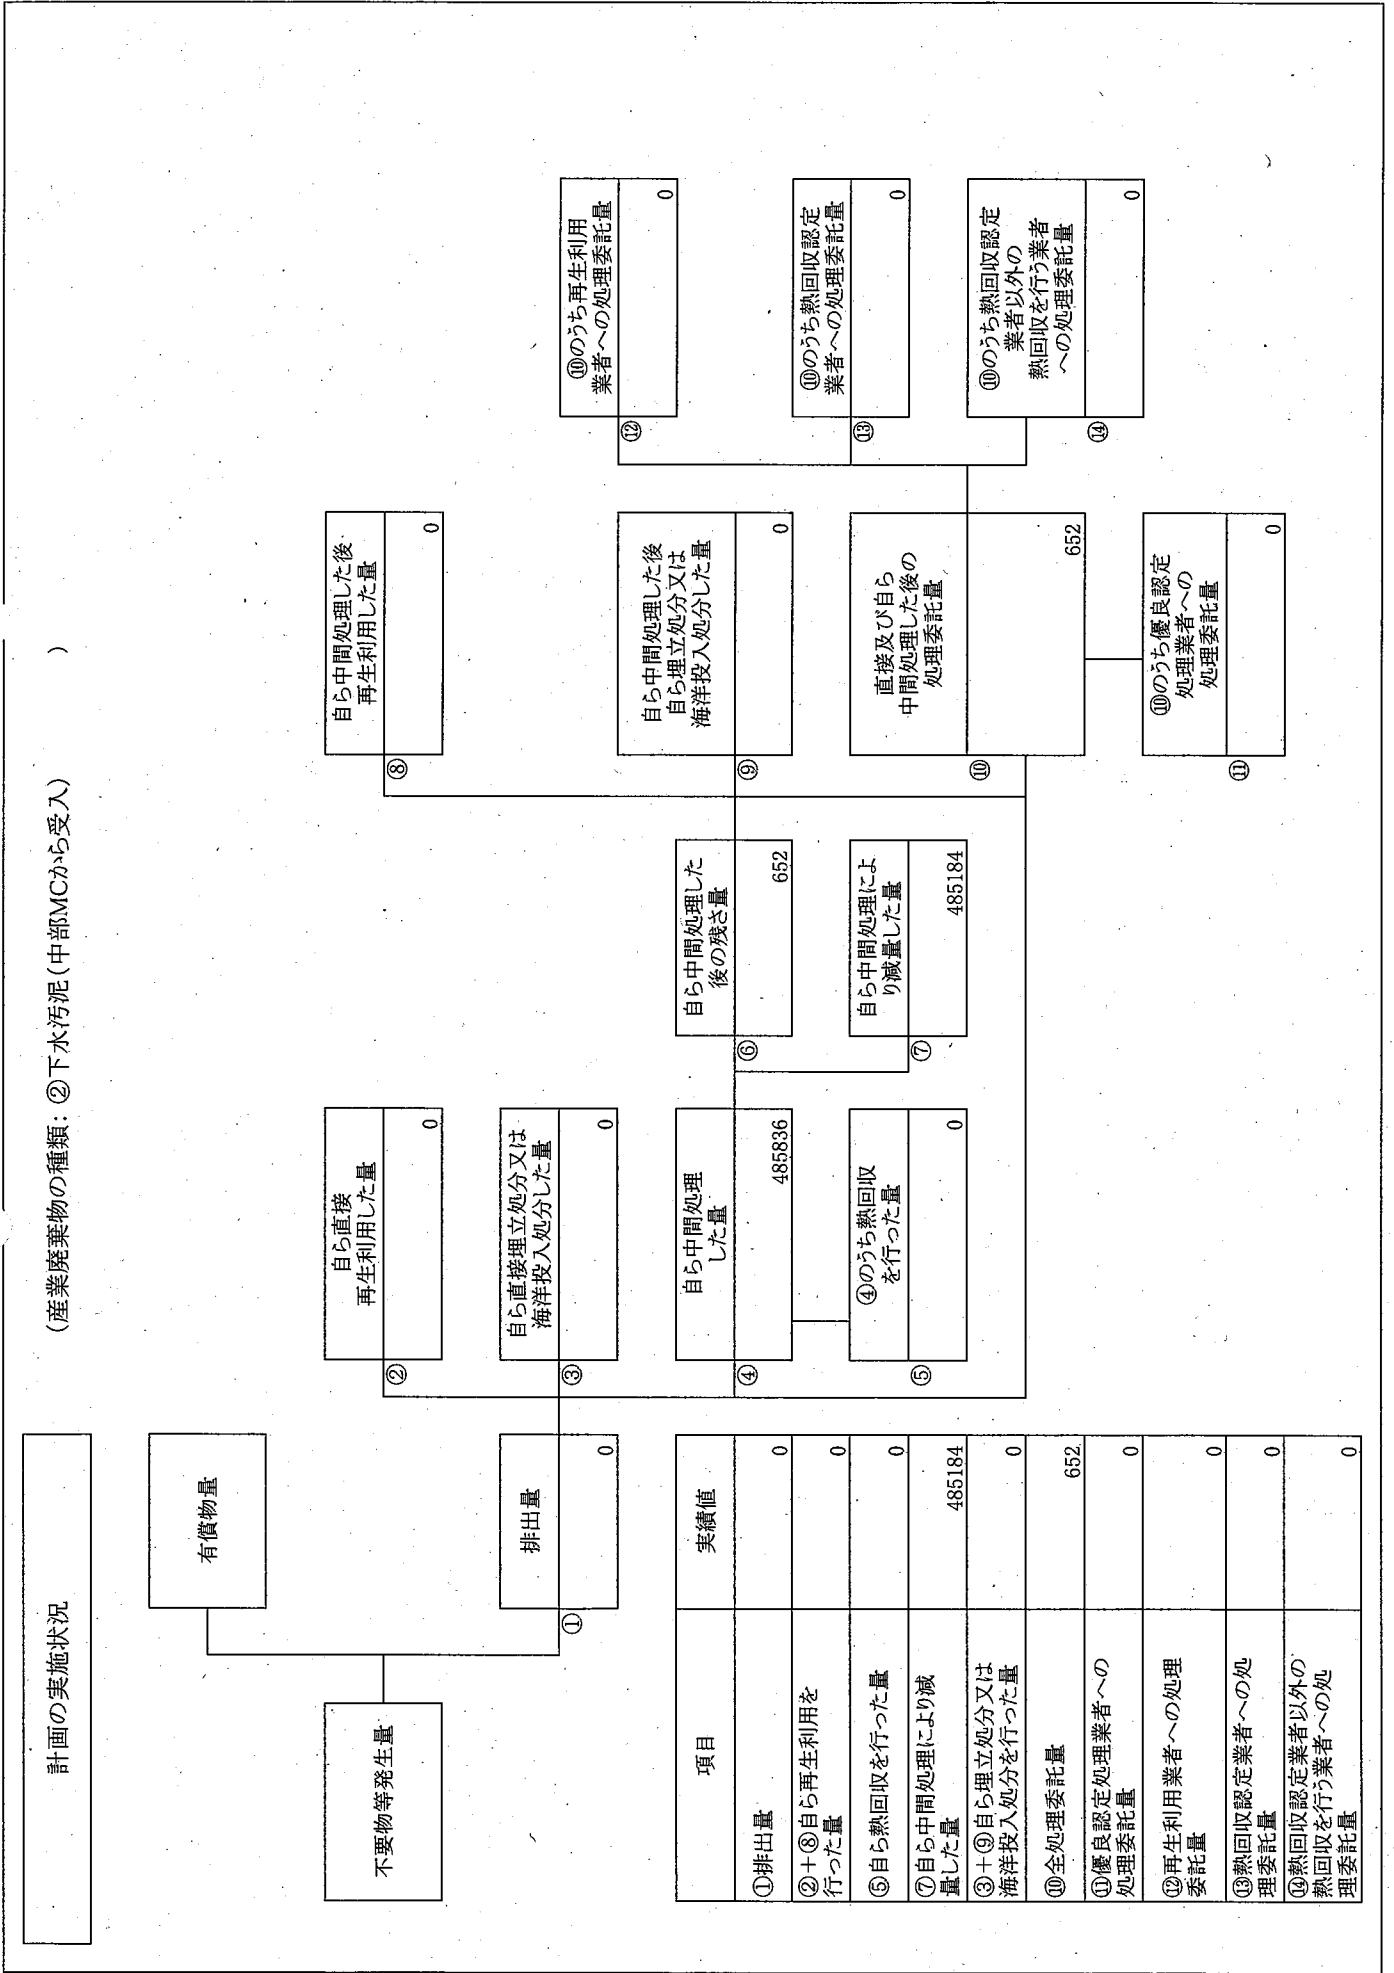 計画の実施状況
(産業廃棄物の種類:②下水汚泥(中部MCから受入)
)
有償物量
不要物等発生量
排出量
①
0
自ら直接
再生利用した量
②
0
自ら直接埋立処分又は
海洋投入処分した量
③
0
自ら中間処理
した量
④
485836
④のうち熱回収
を行った量
⑤
0
自ら中間処理した
後の残さ量
⑥
652
自ら中間処理によ
り減量した量
⑦
485184
自ら中間処理した後
再生利用した量
⑧
0
自ら中間処理した後
自ら埋立処分又は
海洋投入処分した量
⑨
0
直接及び自ら
中間処理した後の
処理委託量
⑩
652
⑩のうち優良認定
処理業者への
処理委託量
⑪
0
⑩のうち再生利用
業者への処理委託量
⑫
0
⑩のうち熱回収認定
業者への処理委託量
⑬
0
⑩のうち熱回収認定
業者以外の
熱回収を行う業者
への処理委託量
⑭
0
項目 実績値
①排出量 0
②+⑧自ら再生利用を
行った量 0
⑤自ら熱回収を行った量 0
⑦自ら中間処理により減
量した量 485184
③+⑨自ら埋立処分又は
海洋投入処分を行った量 0
⑩全処理委託量 652
⑪優良認定処理業者への
処理委託量 0
⑫再生利用業者への処理
委託量 0
⑬熱回収認定業者への処
理委託量 0
⑭熱回収認定業者以外の
熱回収を行う業者への処
理委託量 0